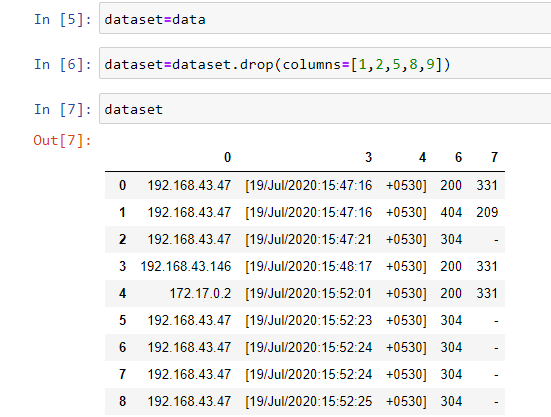 In [5]: dataset=data
In [6]: dataset=dataset.drop(columns=[1,2,5,8,9])
In [7]: dataset
Out[7]:
0 3 4 6 7
0 192.168.43.47 [19/Jul/2020:15:47:16 +0530] 200 331
1 192.168.43.47 [19/Jul/2020:15:47:16 +0530] 404 209
2 192.168.43.47 [19/Jul/2020:15:47:21 +0530] 304 -
3 192.168.43.146 [19/Jul/2020:15:48:17 +0530] 200 331
4 172.17.0.2 [19/Jul/2020:15:52:01 +0530] 200 331
5 192.168.43.47 [19/Jul/2020:15:52:23 +0530] 304 -
6 192.168.43.47 [19/Jul/2020:15:52:24 +0530] 304 -
7 192.168.43.47 [19/Jul/2020:15:52:24 +0530] 304 -
8 192.168.43.47 [19/Jul/2020:15:52:25 +0530] 304 -